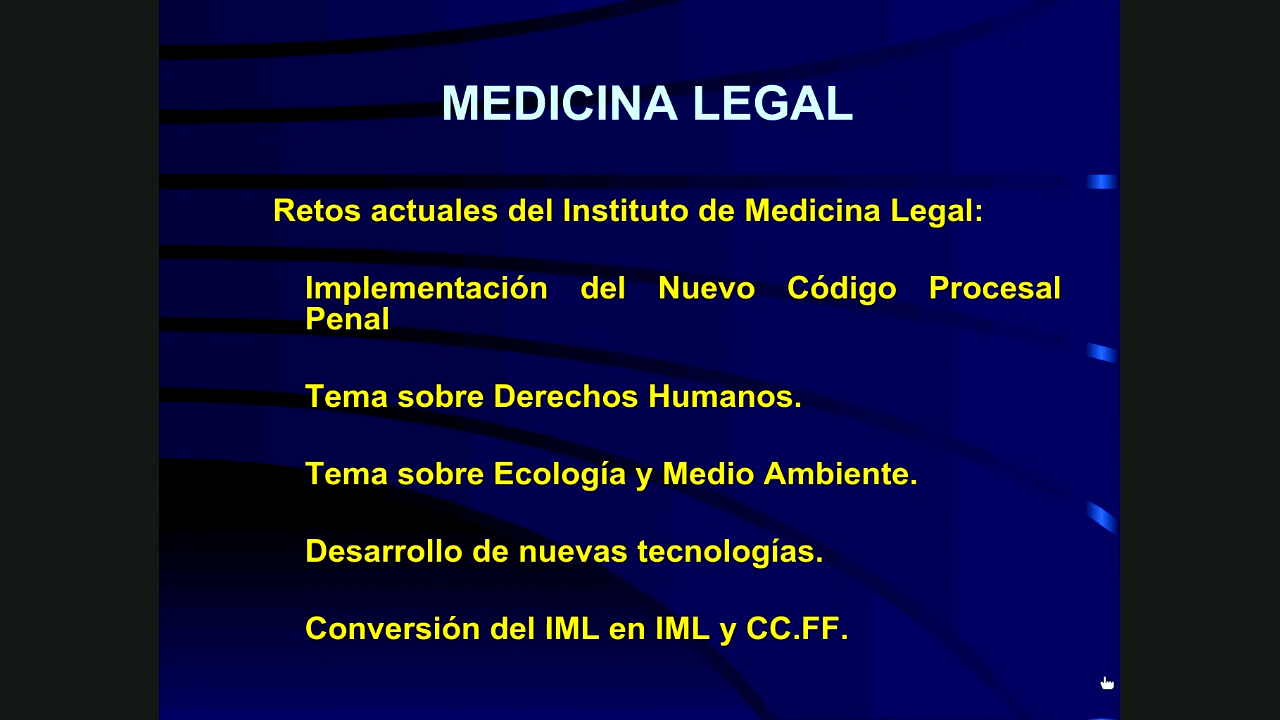 MEDICINA LEGAL
Retos actuales del Instituto de Medicina Legal:
Implementación del Nuevo Código Procesal
Penal
Tema sobre Derechos Humanos.
Tema sobre Ecología y Medio Ambiente.
Desarrollo de nuevas tecnologías.
Conversión del IML en IML y CC.FF.